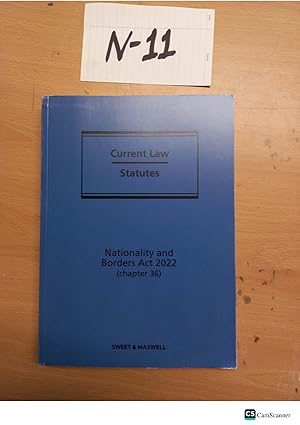 N-11
Current Law
Statutes
Nationality and
Borders Act 2022
(chapter 36)
SWEET & MAXWELL
CS CamScanner